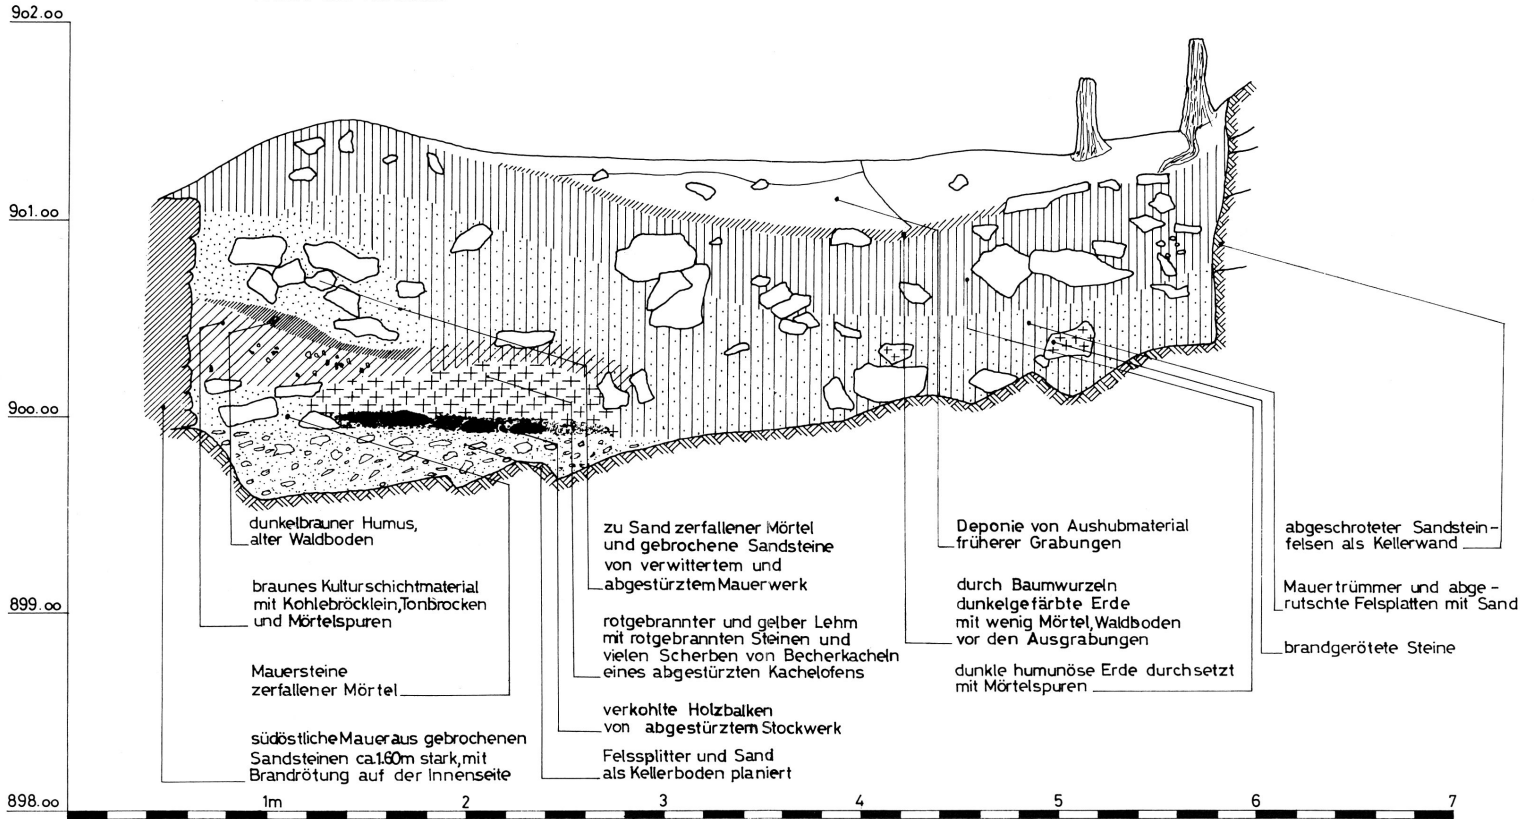 902.00
901.00
900.00
899.00
898.00
dunkelbrauner Humus,
alter Waldboden
braunes Kulturschichtmaterial
mit Kohlebröcklein, Tonbrocken
und Mörtelspuren
Mauersteine
zerfallener Mörtel
südöstliche Mauer aus gebrochenen
Sandsteinen ca.1.60m stark, mit
Brandrötung auf der Innenseite
zu Sand zerfallener Mörtel
und gebrochene Sandsteine
von verwittertem und
abgestürztem Mauerwerk
rotgebrannter und gelber Lehm
mit rotgebrannten Steinen und
vielen Scherben von Becherkacheln
eines abgestürzten Kachelofens
verkohlte Holzbalken
von abgestürztem Stockwerk
Felssplitter und Sand
als Kellerboden planiert
Deponie von Aushubmaterial
früherer Grabungen
durch Baumwurzeln
dunkelgefärbte Erde
mit wenig Mörtel, Waldboden
vor den Ausgrabungen
dunkle humunöse Erde durchsetzt
mit Mörtelspuren
abgeschroteter Sandstein-
felsen als Kellerwand
Mauertrümmer und abge-
rutschte Felsplatten mit Sand
brandgerötete Steine
1m 2 3 4 5 6 7